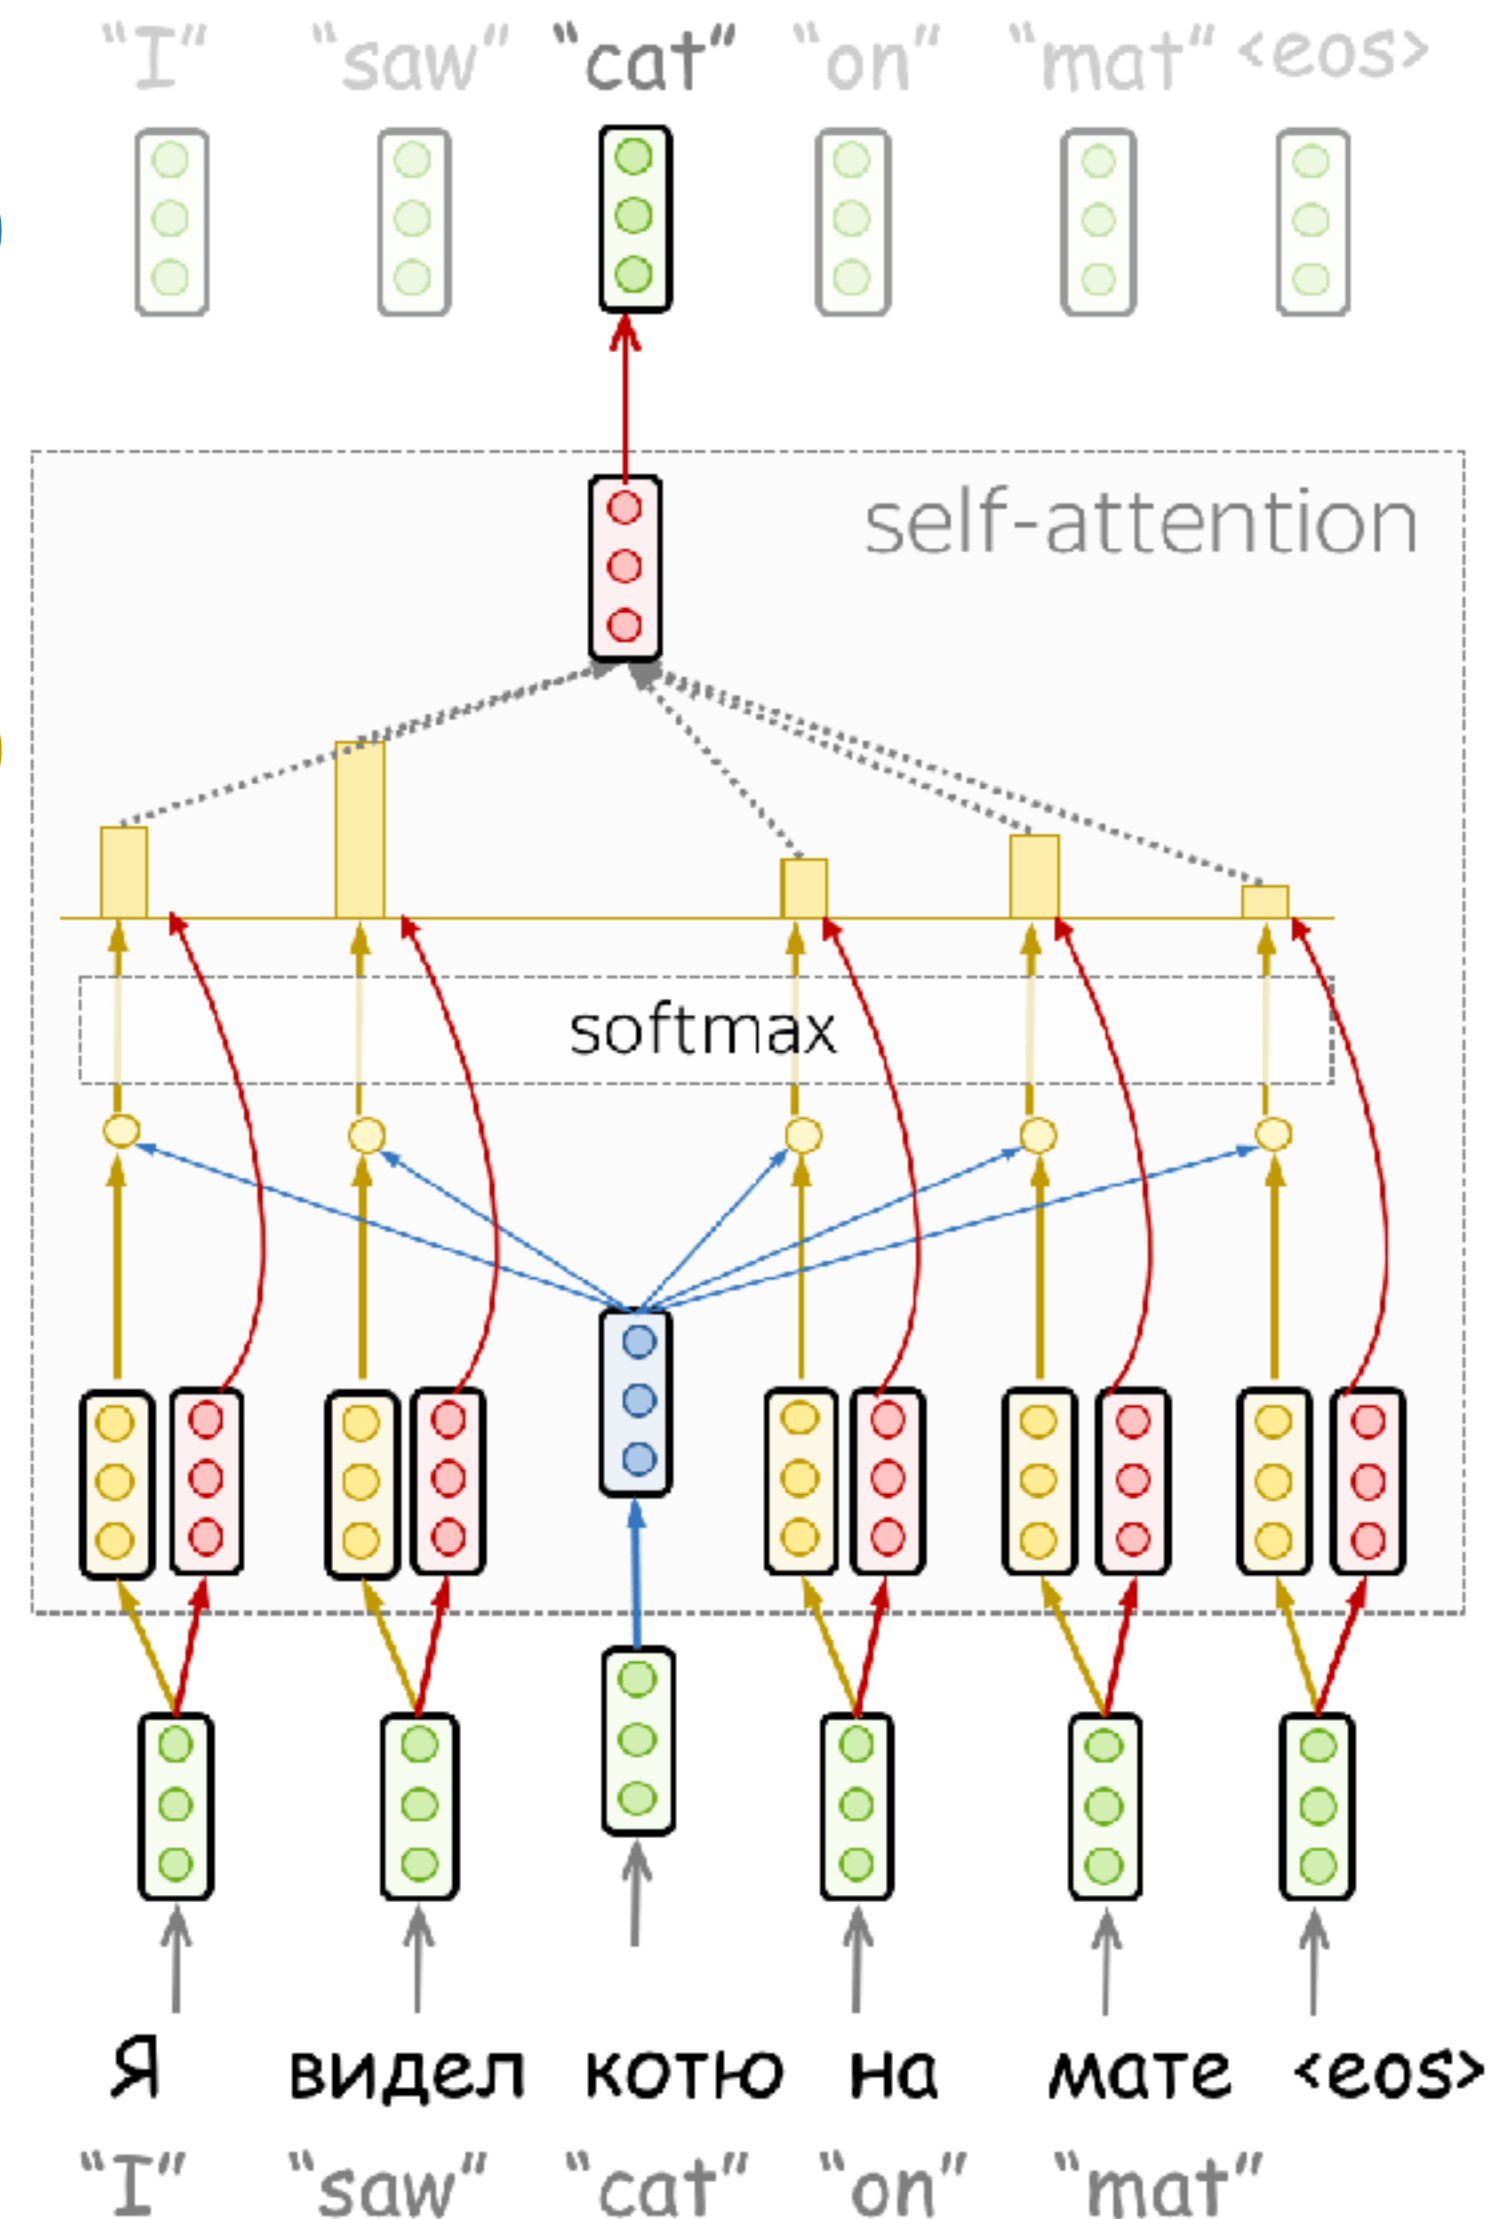 “I” “saw” “cat” “on” “mat” <eos>
self-attention
softmax
Я видел котю на мате <eos>
“I” “saw” “cat” “on” “mat”